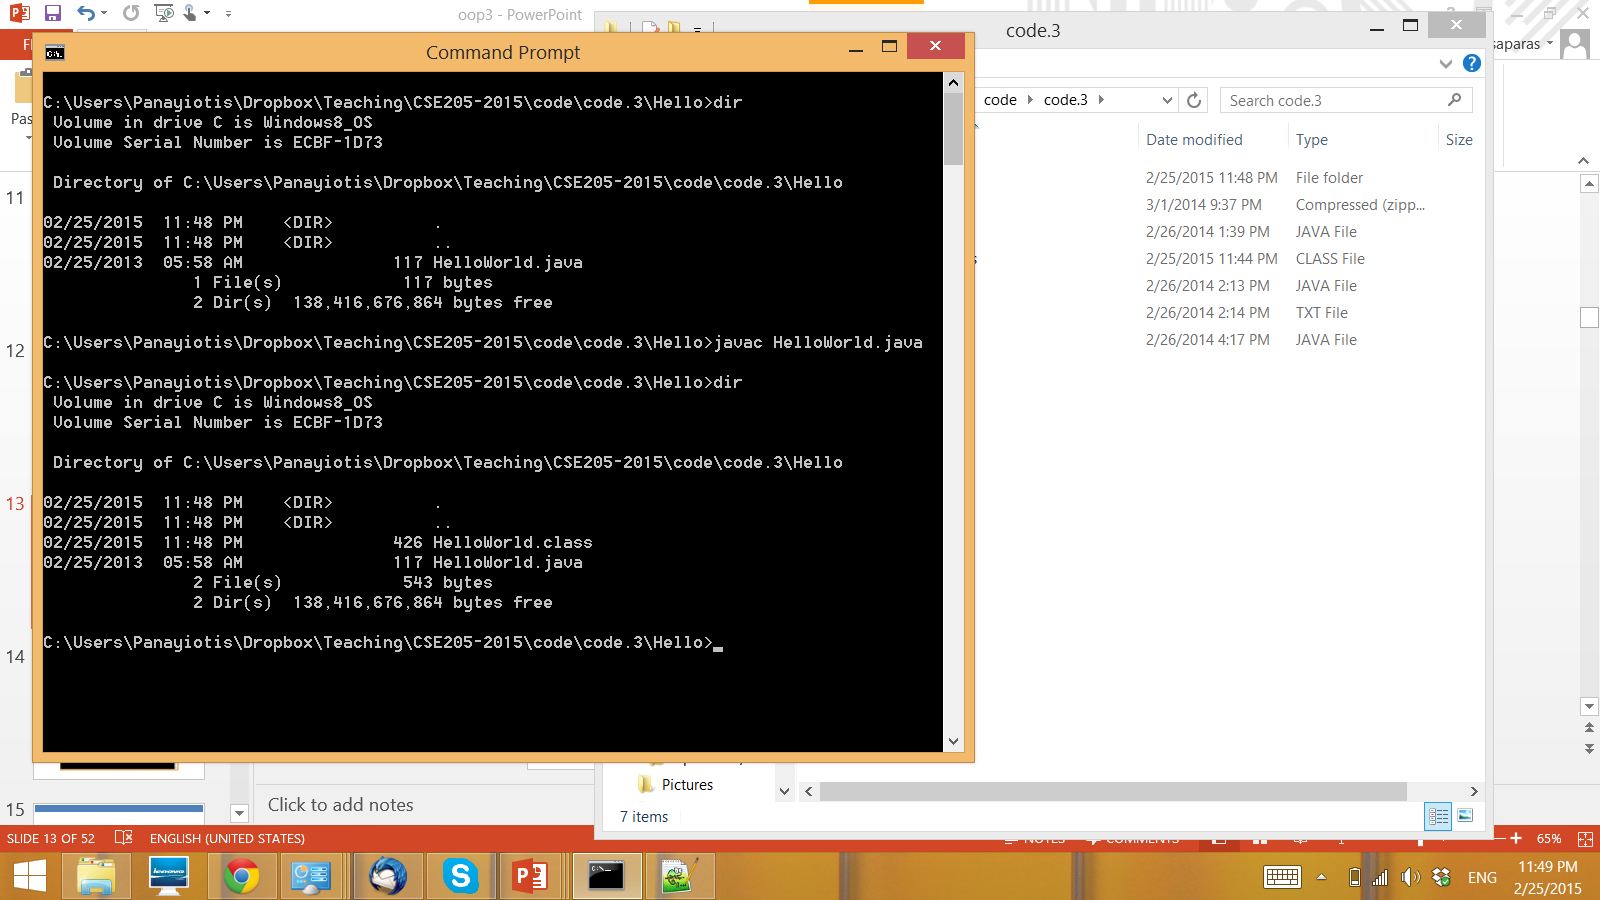 oop3 - PowerPoint
code.3
Command Prompt
saparas
code code.3
Search code.3
Date modified Type Size
2/25/2015 11:48 PM File folder
3/1/2014 9:37 PM Compressed (zipp...
2/26/2014 1:39 PM JAVA File
2/25/2015 11:44 PM CLASS File
2/26/2014 2:13 PM JAVA File
2/26/2014 2:14 PM TXT File
2/26/2014 4:17 PM JAVA File
C:\Users\Panayiotis\Dropbox\Teaching\CSE205-2015\code\code.3\Hello>dir
Volume in drive C is Windows8_OS
Volume Serial Number is ECBF-1D73
Directory of C:\Users\Panayiotis\Dropbox\Teaching\CSE205-2015\code\code.3\Hello
02/25/2015  11:48 PM    <DIR>          .
02/25/2015  11:48 PM    <DIR>          ..
02/25/2013  05:58 AM               117 HelloWorld.java
1 File(s)            117 bytes
2 Dir(s)  138,416,676,864 bytes free
C:\Users\Panayiotis\Dropbox\Teaching\CSE205-2015\code\code.3\Hello>javac HelloWorld.java
C:\Users\Panayiotis\Dropbox\Teaching\CSE205-2015\code\code.3\Hello>dir
Volume in drive C is Windows8_OS
Volume Serial Number is ECBF-1D73
Directory of C:\Users\Panayiotis\Dropbox\Teaching\CSE205-2015\code\code.3\Hello
02/25/2015  11:48 PM    <DIR>          .
02/25/2015  11:48 PM    <DIR>          ..
02/25/2015  11:48 PM               426 HelloWorld.class
02/25/2013  05:58 AM               117 HelloWorld.java
2 File(s)            543 bytes
2 Dir(s)  138,416,676,864 bytes free
C:\Users\Panayiotis\Dropbox\Teaching\CSE205-2015\code\code.3\Hello>
Pas
11
12
13
14
15
Pictures
7 items
Click to add notes
SLIDE 13 OF 52 ENGLISH (UNITED STATES) NOTES COMMENTS 65%
ENG
11:49 PM
2/25/2015